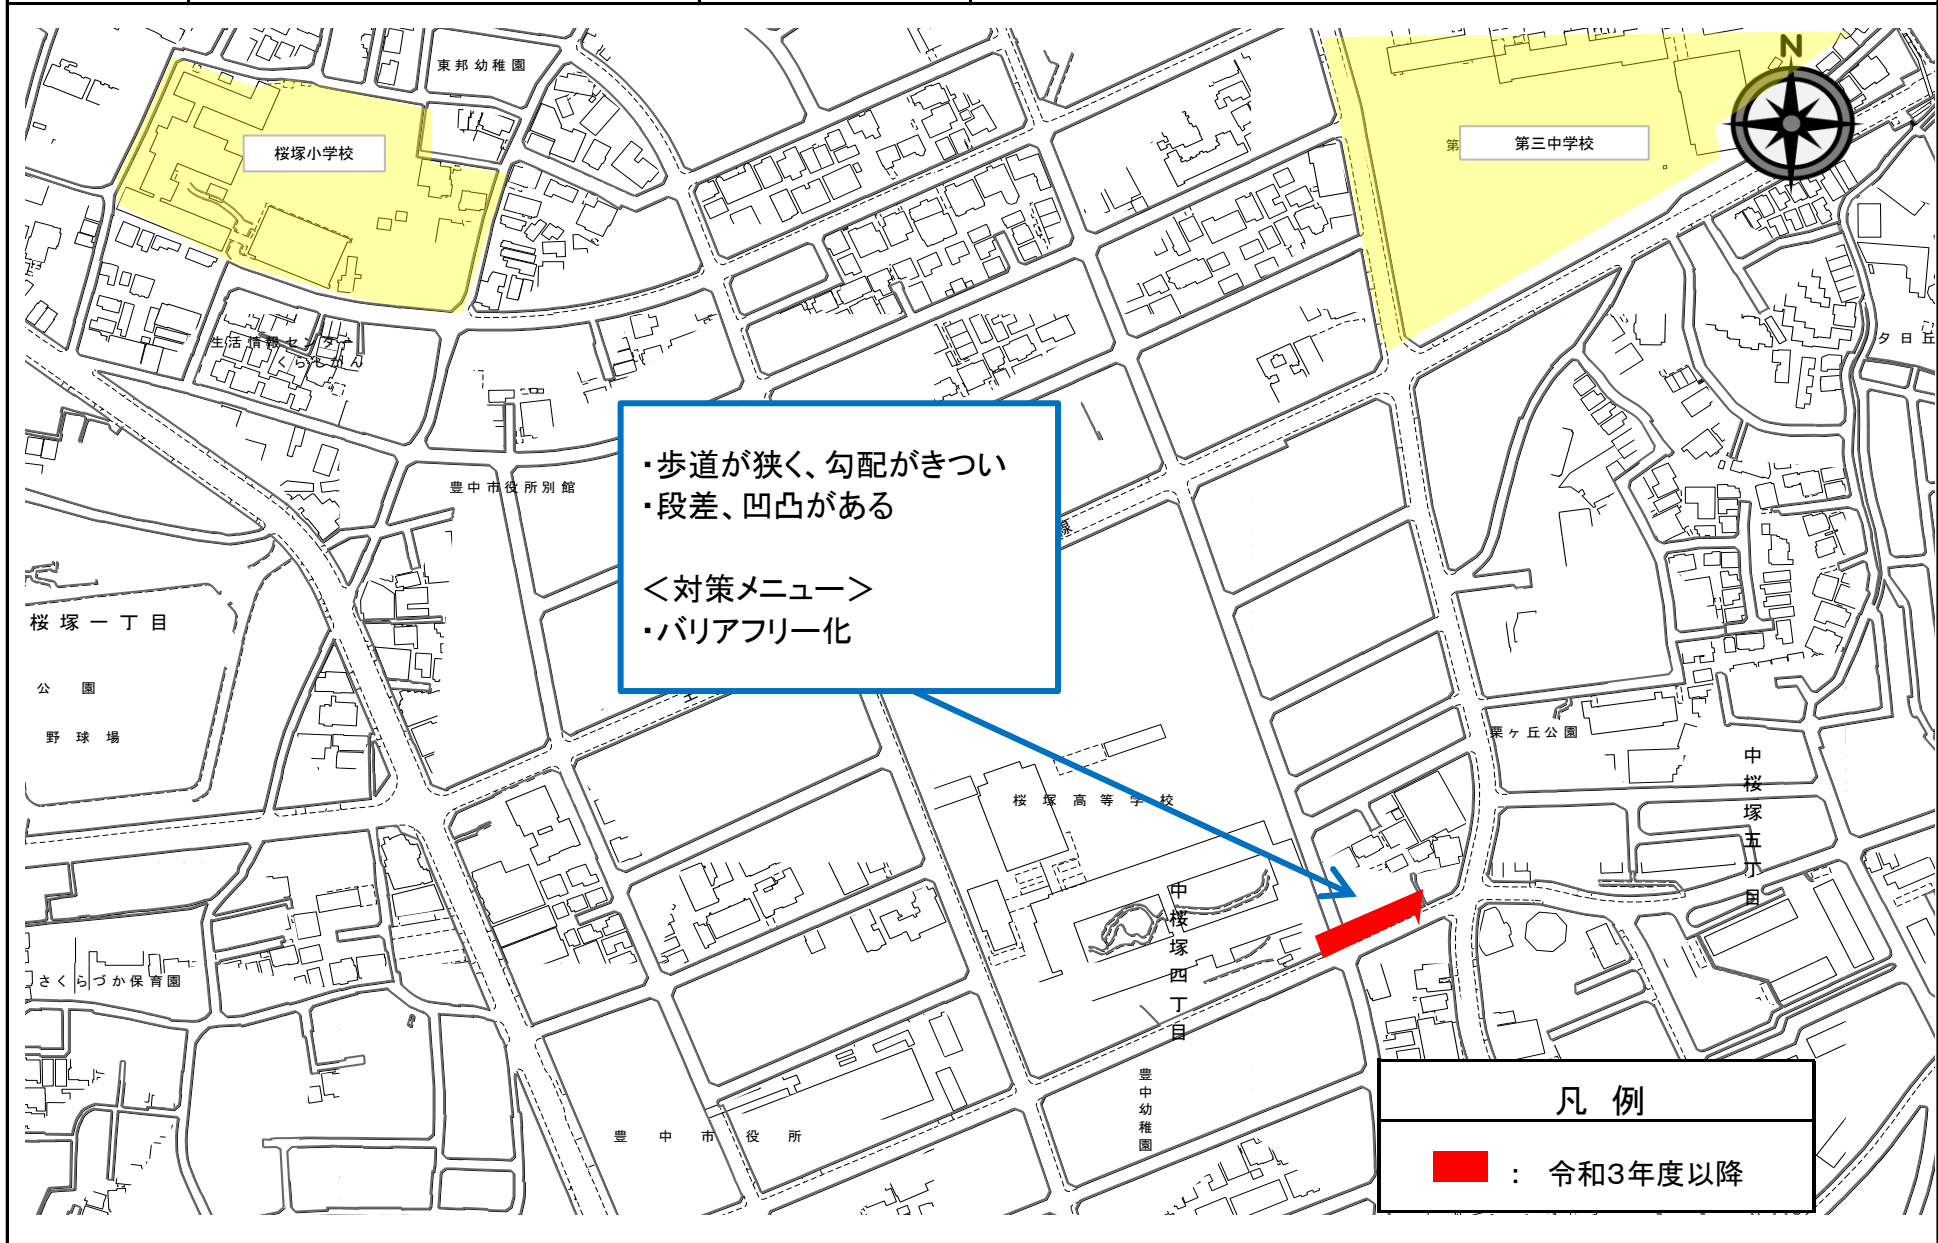 東邦幼稚園
N
桜塚小学校
第
第三中学校
生活情報センター
くらしかん
夕日丘
・歩道が狭く、勾配がきつい
・段差、凹凸がある
＜対策メニュー＞
・バリアフリー化
豊中市役所別館
線
桜塚一丁目
公園
野球場
栗ヶ丘公園
中桜塚五丁目
桜塚高等学校
中桜塚四丁目
さくらづか保育園
豊中幼稚園
豊中市役所
凡例
： 令和3年度以降